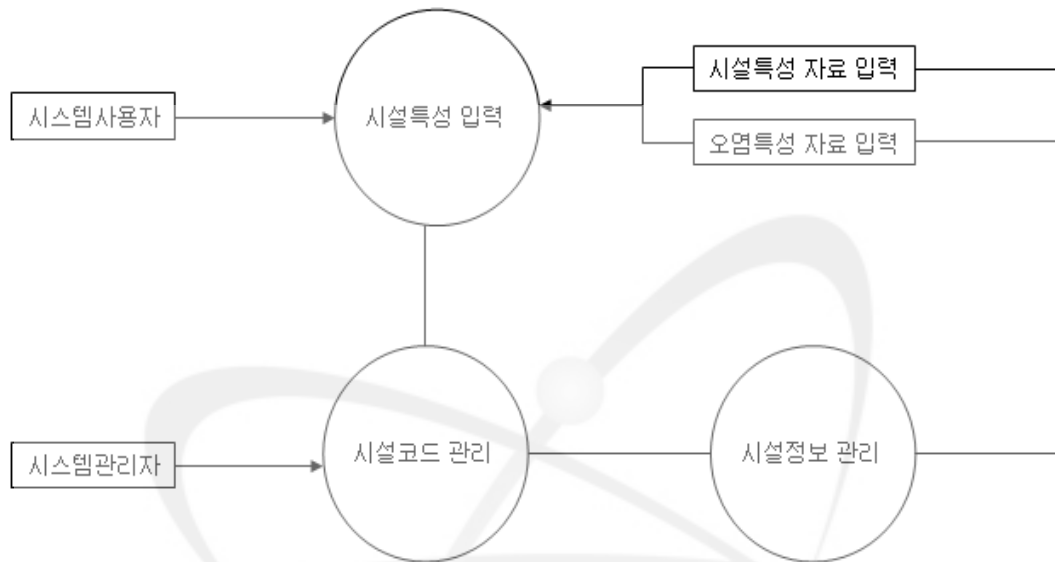 시설특성 자료 입력
시스템사용자
시설특성 입력
오염특성 자료 입력
시스템관리자
시설코드 관리
시설정보 관리